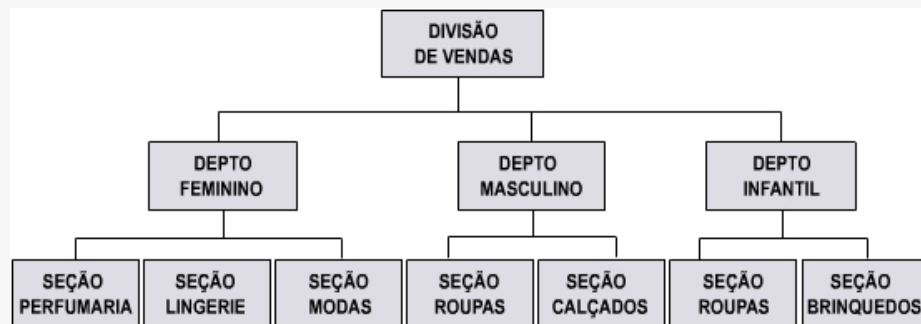 DIVISÃO
DE VENDAS
DEPTO
FEMININO
DEPTO
MASCULINO
DEPTO
INFANTIL
SEÇÃO
PERFUMARIA
SEÇÃO
LINGERIE
SEÇÃO
MODAS
SEÇÃO
ROUPAS
SEÇÃO
CALÇADOS
SEÇÃO
ROUPAS
SEÇÃO
BRINQUEDOS